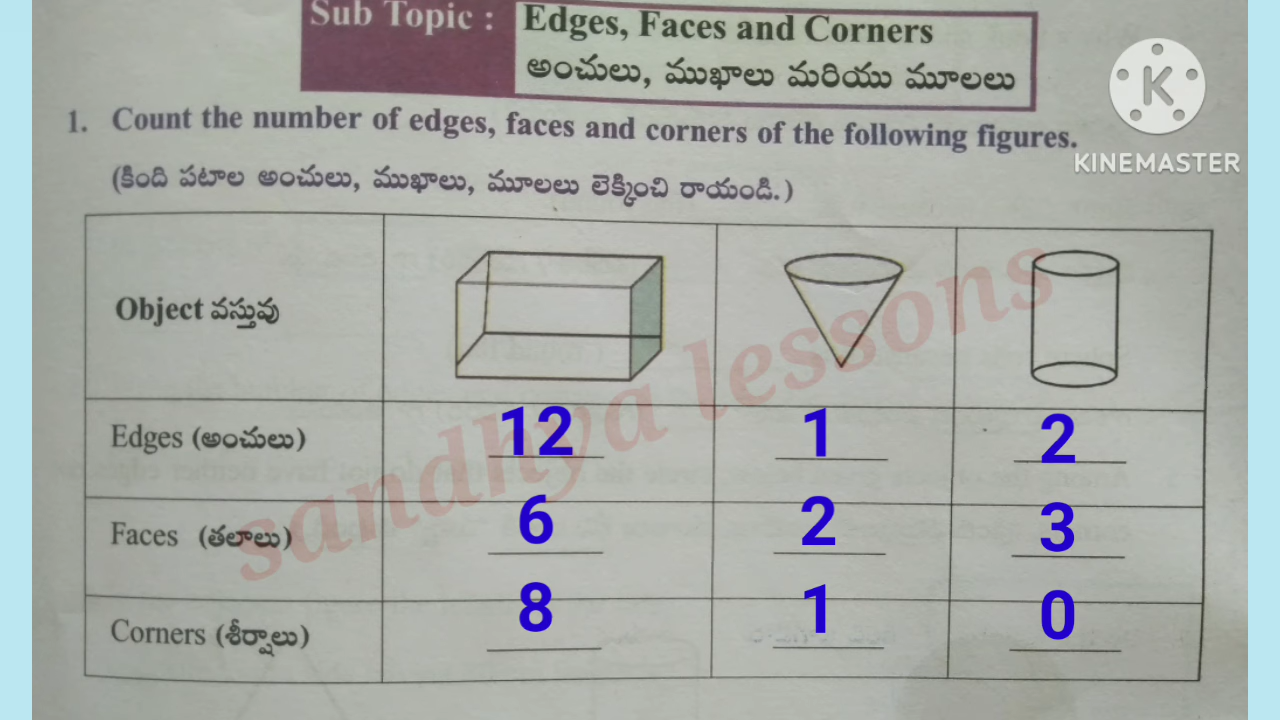 Sub Topic : Edges, Faces and Corners
అంచులు, ముఖాలు మరియు మూలలు
KINEMASTER
1. Count the number of edges, faces and corners of the following figures.
(కింది పటాల అంచులు, ముఖాలు, మూలలు లెక్కించి రాయండి.)
Object వస్తువు
Edges (అంచులు) 12 1 2
Faces (తలాలు) 6 2 3
Corners (శీర్షాలు) 8 1 0
sandhya lessons